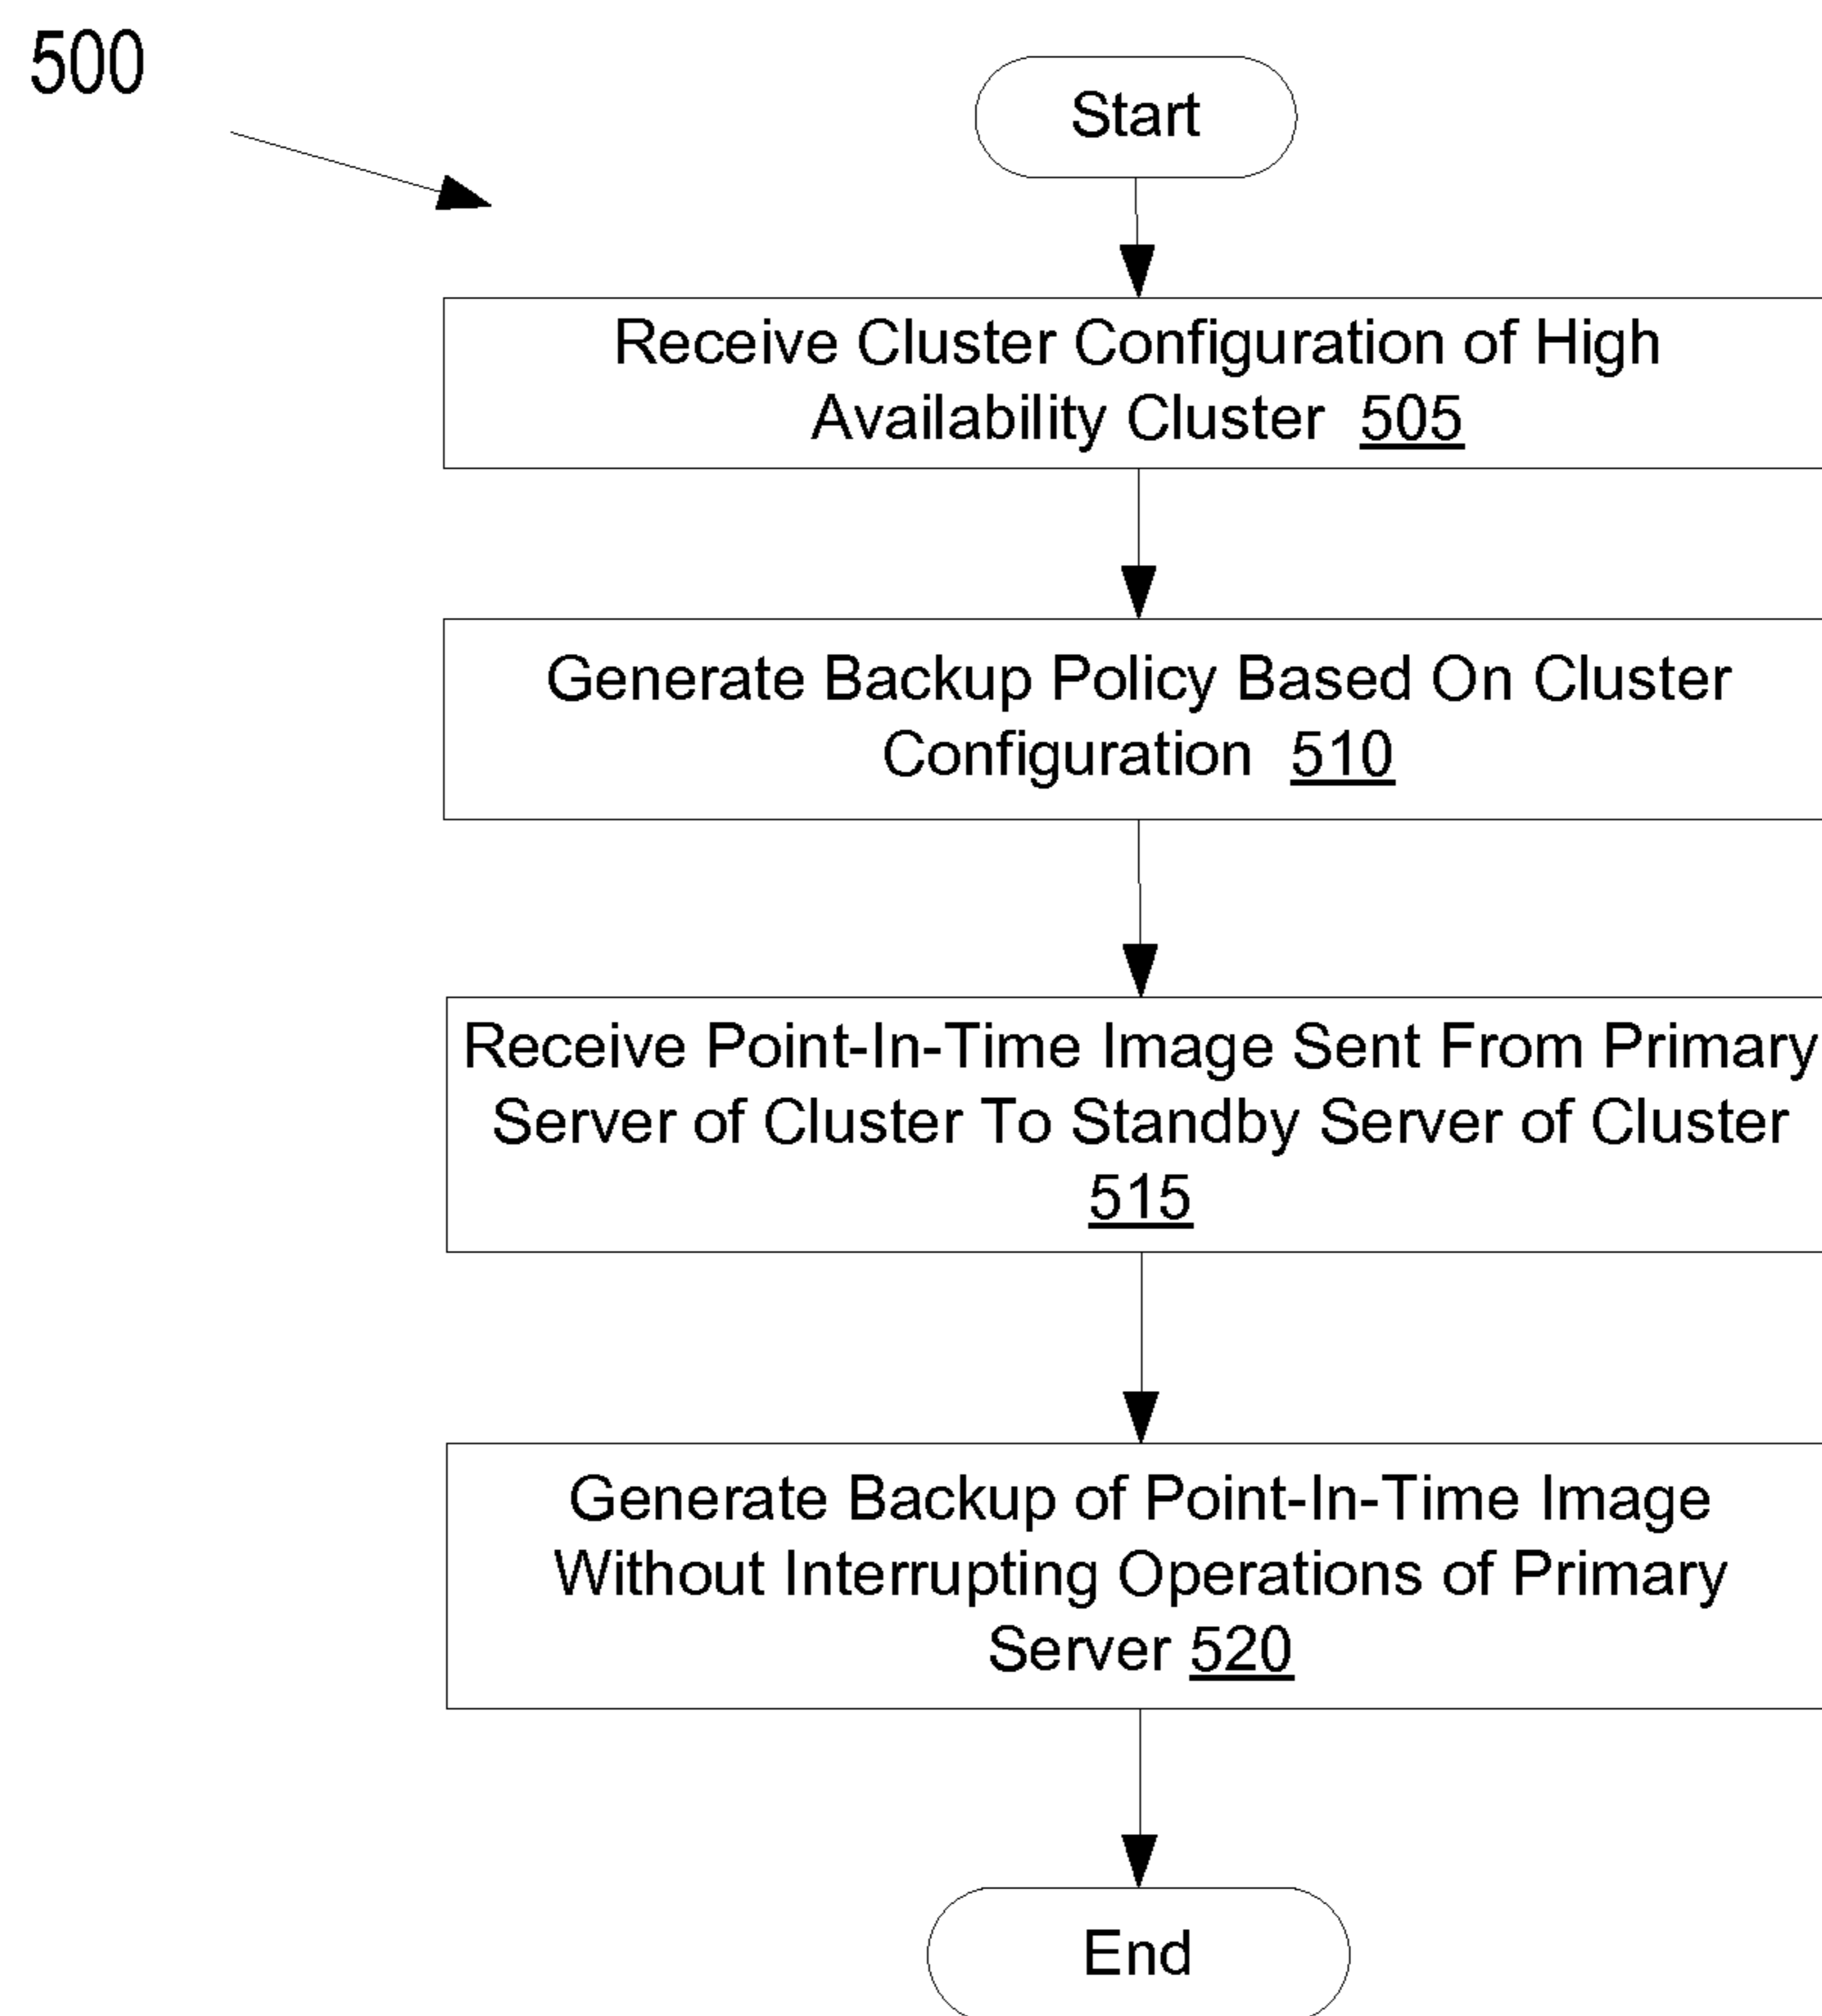 500
Start
Receive Cluster Configuration of High
Availability Cluster 505
Generate Backup Policy Based On Cluster
Configuration 510
Receive Point-In-Time Image Sent From Primary
Server of Cluster To Standby Server of Cluster
515
Generate Backup of Point-In-Time Image
Without Interrupting Operations of Primary
Server 520
End